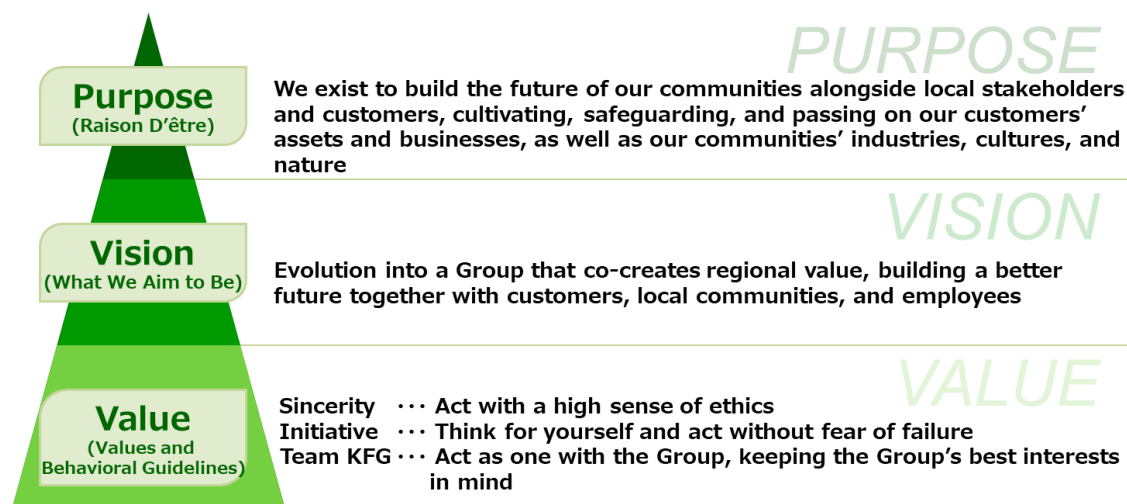 PURPOSE
Purpose
(Raison D’être)
We exist to build the future of our communities alongside local stakeholders
and customers, cultivating, safeguarding, and passing on our customers’
assets and businesses, as well as our communities’ industries, cultures, and
nature
VISION
Vision
(What We Aim to Be)
Evolution into a Group that co-creates regional value, building a better
future together with customers, local communities, and employees
VALUE
Value
(Values and
Behavioral Guidelines)
Sincerity ･･･ Act with a high sense of ethics
Initiative ･･･ Think for yourself and act without fear of failure
Team KFG ･･･ Act as one with the Group, keeping the Group’s best interests
in mind